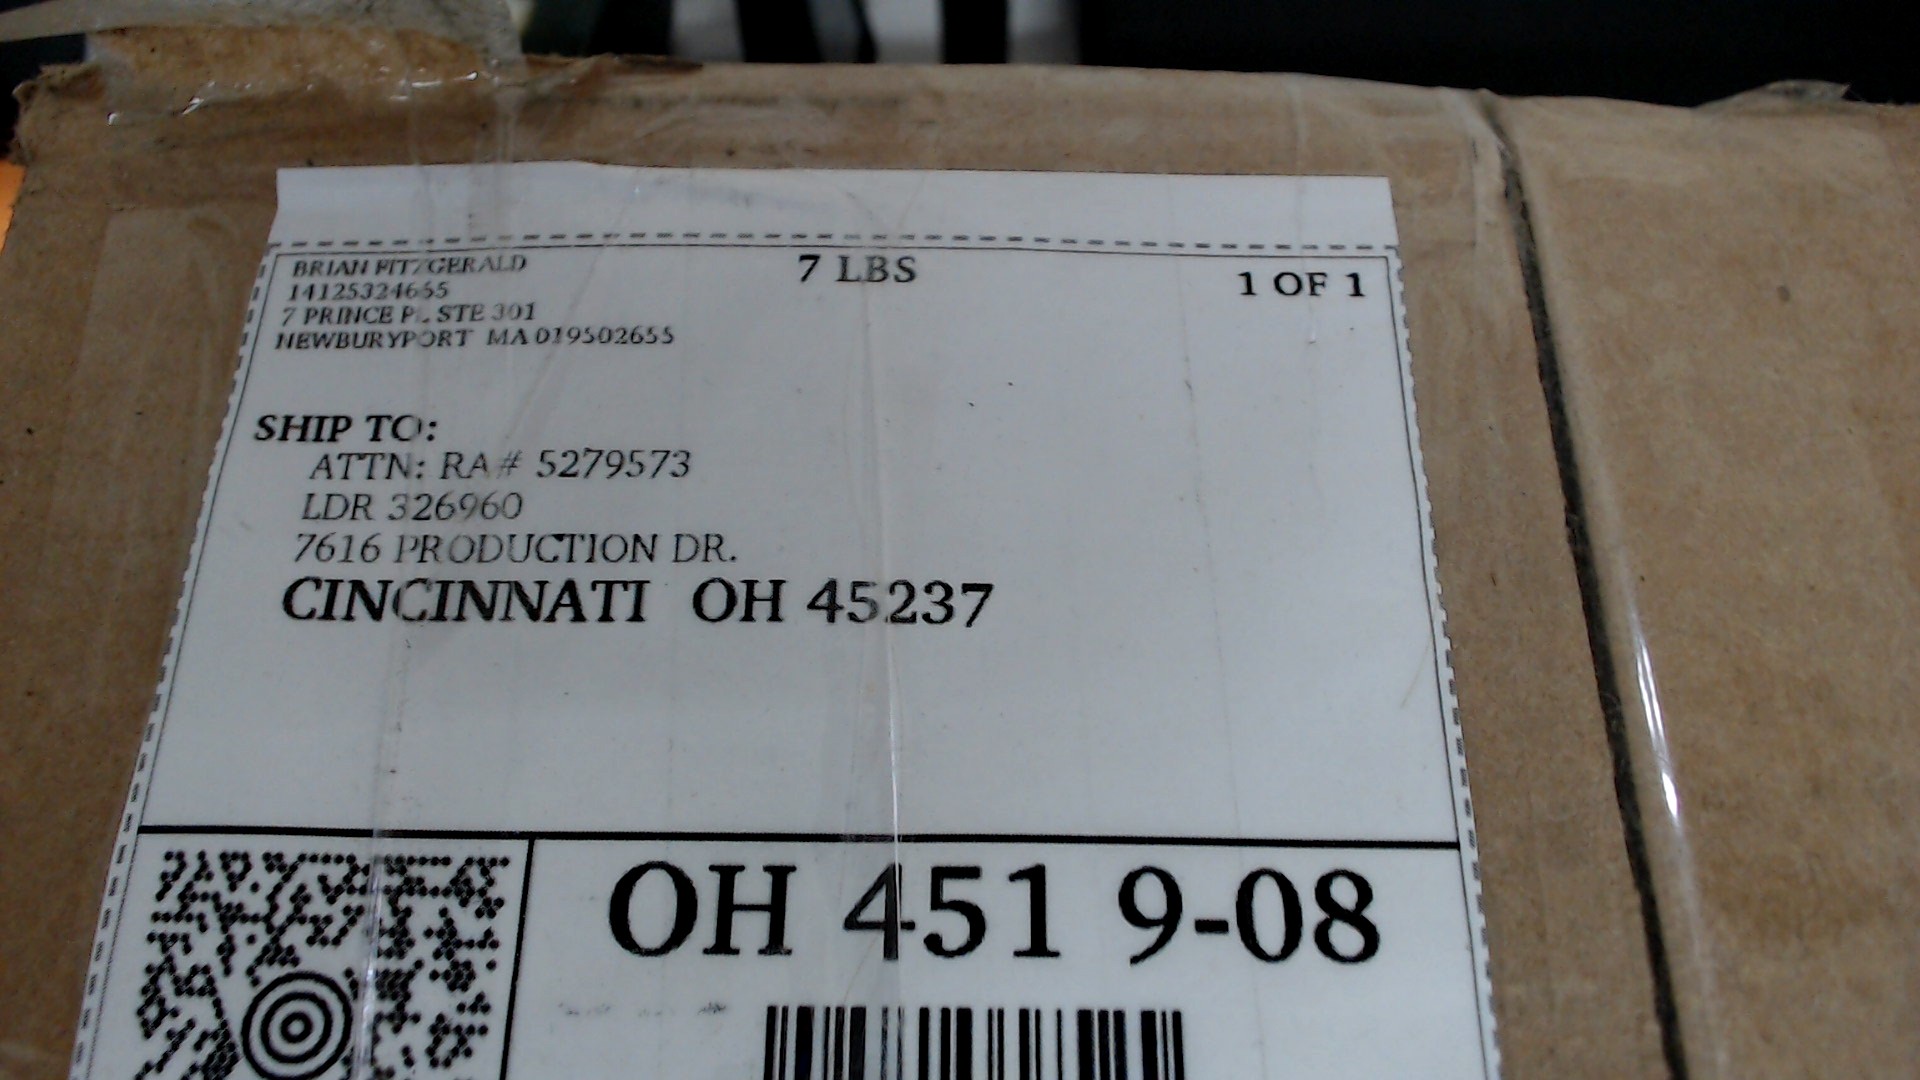 BRIAN FITZGERALD
14125324655
7 PRINCE PL STE 301
NEWBURYPORT MA 019502655
7 LBS
1 OF 1
SHIP TO:
ATTN: RA# 5279573
LDR 326960
7616 PRODUCTION DR.
CINCINNATI OH 45237
OH 451 9-08